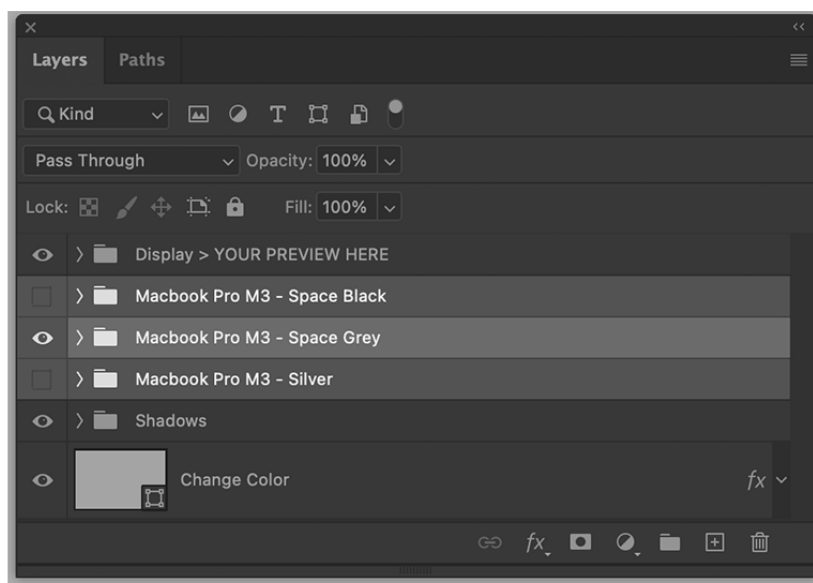 Layers Paths
Kind
Pass Through Opacity: 100%
Lock: Fill: 100%
Display > YOUR PREVIEW HERE
Macbook Pro M3 - Space Black
Macbook Pro M3 - Space Grey
Macbook Pro M3 - Silver
Shadows
Change Color fx
fx